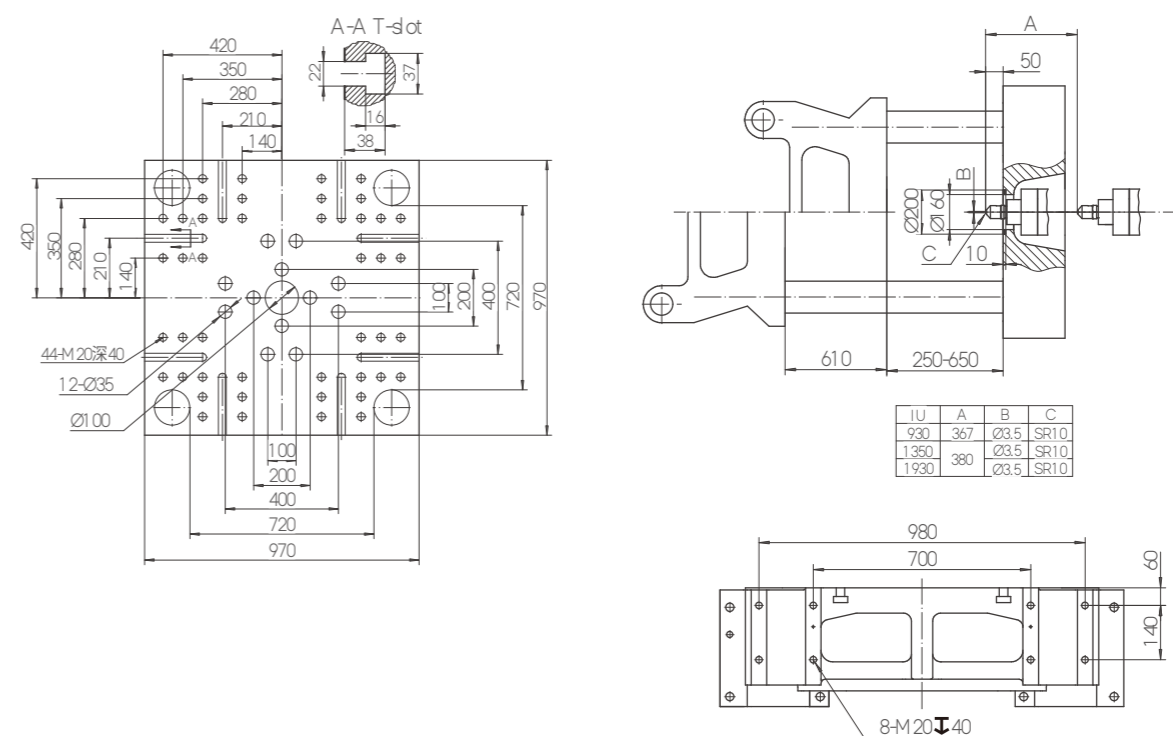 A-A T-slot
420
350
280
210
140
22
37
16
38
420
350
280
210
140
A
A
100
200
400
720
970
44-M20深40
12-Ø35
Ø100
100
200
400
720
970
A
50
B
Ø200
Ø160
C
10
610
250-650
IU A B C
930 367 Ø3.5 SR10
1350 380 Ø3.5 SR10
1930 Ø3.5 SR10
980
700
60
140
8-M20↧40